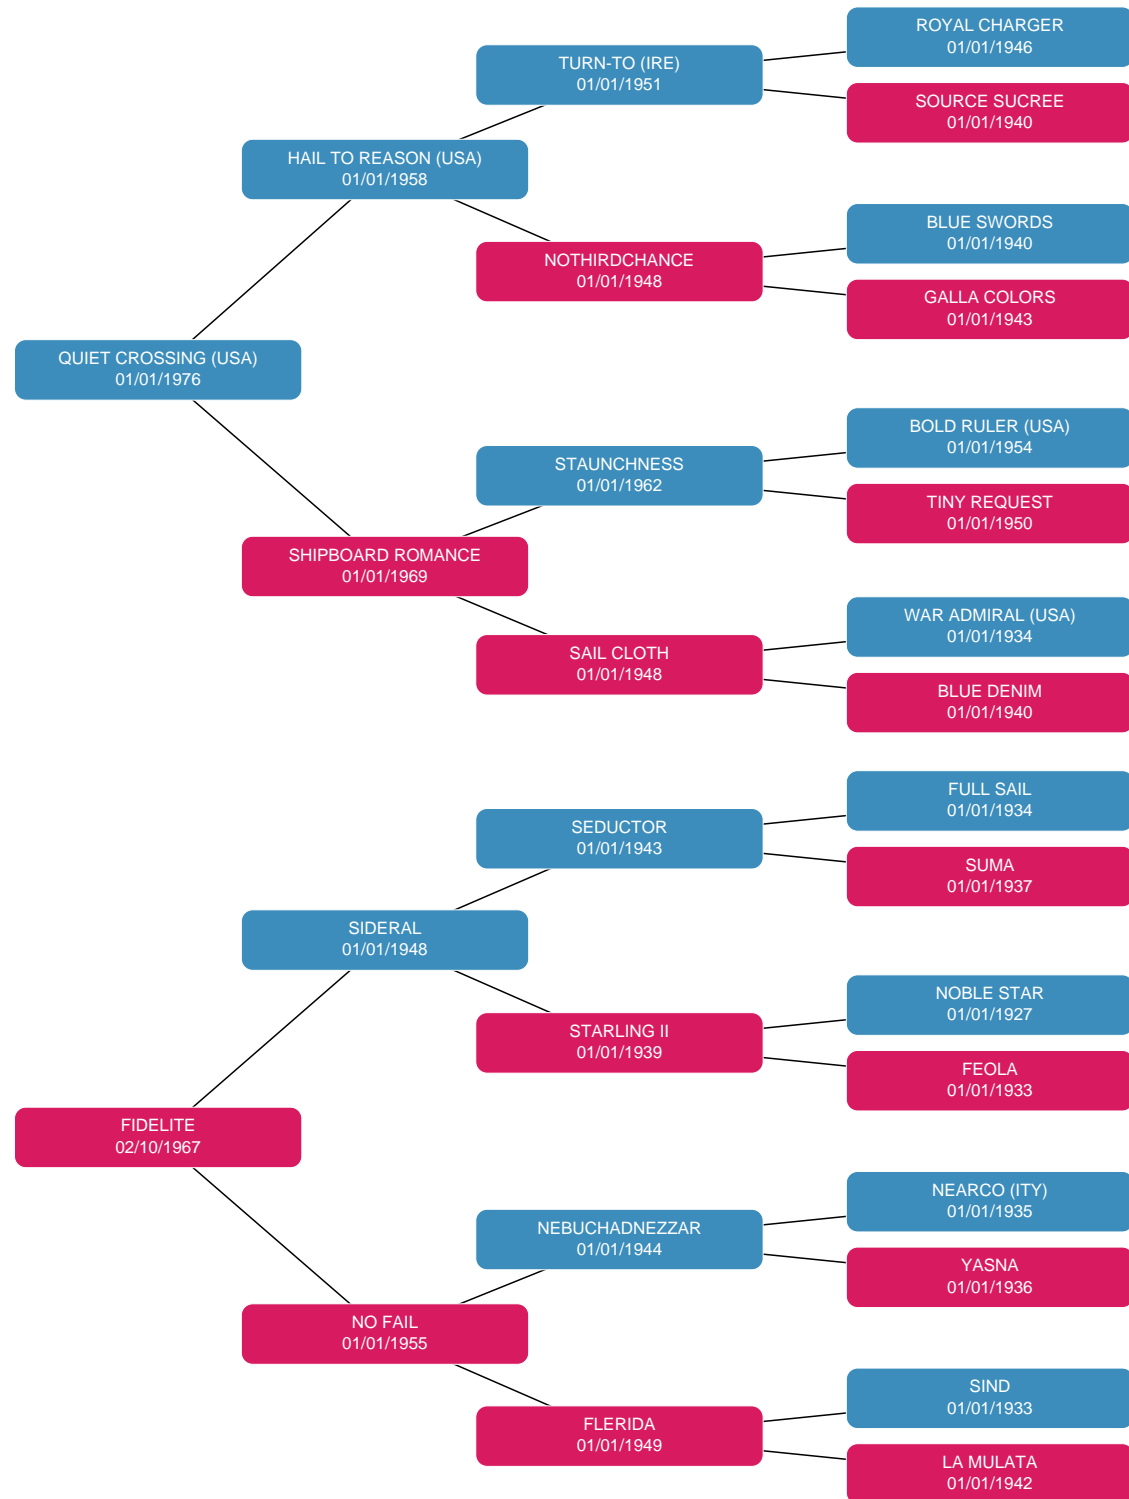 ROYAL CHARGER
01/01/1946
TURN-TO (IRE)
01/01/1951
SOURCE SUCREE
01/01/1940
HAIL TO REASON (USA)
01/01/1958
BLUE SWORDS
01/01/1940
NOTHIRDCHANCE
01/01/1948
GALLA COLORS
01/01/1943
QUIET CROSSING (USA)
01/01/1976
BOLD RULER (USA)
01/01/1954
STAUNCHNESS
01/01/1962
TINY REQUEST
01/01/1950
SHIPBOARD ROMANCE
01/01/1969
WAR ADMIRAL (USA)
01/01/1934
SAIL CLOTH
01/01/1948
BLUE DENIM
01/01/1940
FULL SAIL
01/01/1934
SEDUCTOR
01/01/1943
SUMA
01/01/1937
SIDERAL
01/01/1948
NOBLE STAR
01/01/1927
STARLING II
01/01/1939
FEOLA
01/01/1933
FIDELITE
02/10/1967
NEARCO (ITY)
01/01/1935
NEBUCHADNEZZAR
01/01/1944
YASNA
01/01/1936
NO FAIL
01/01/1955
SIND
01/01/1933
FLERIDA
01/01/1949
LA MULATA
01/01/1942